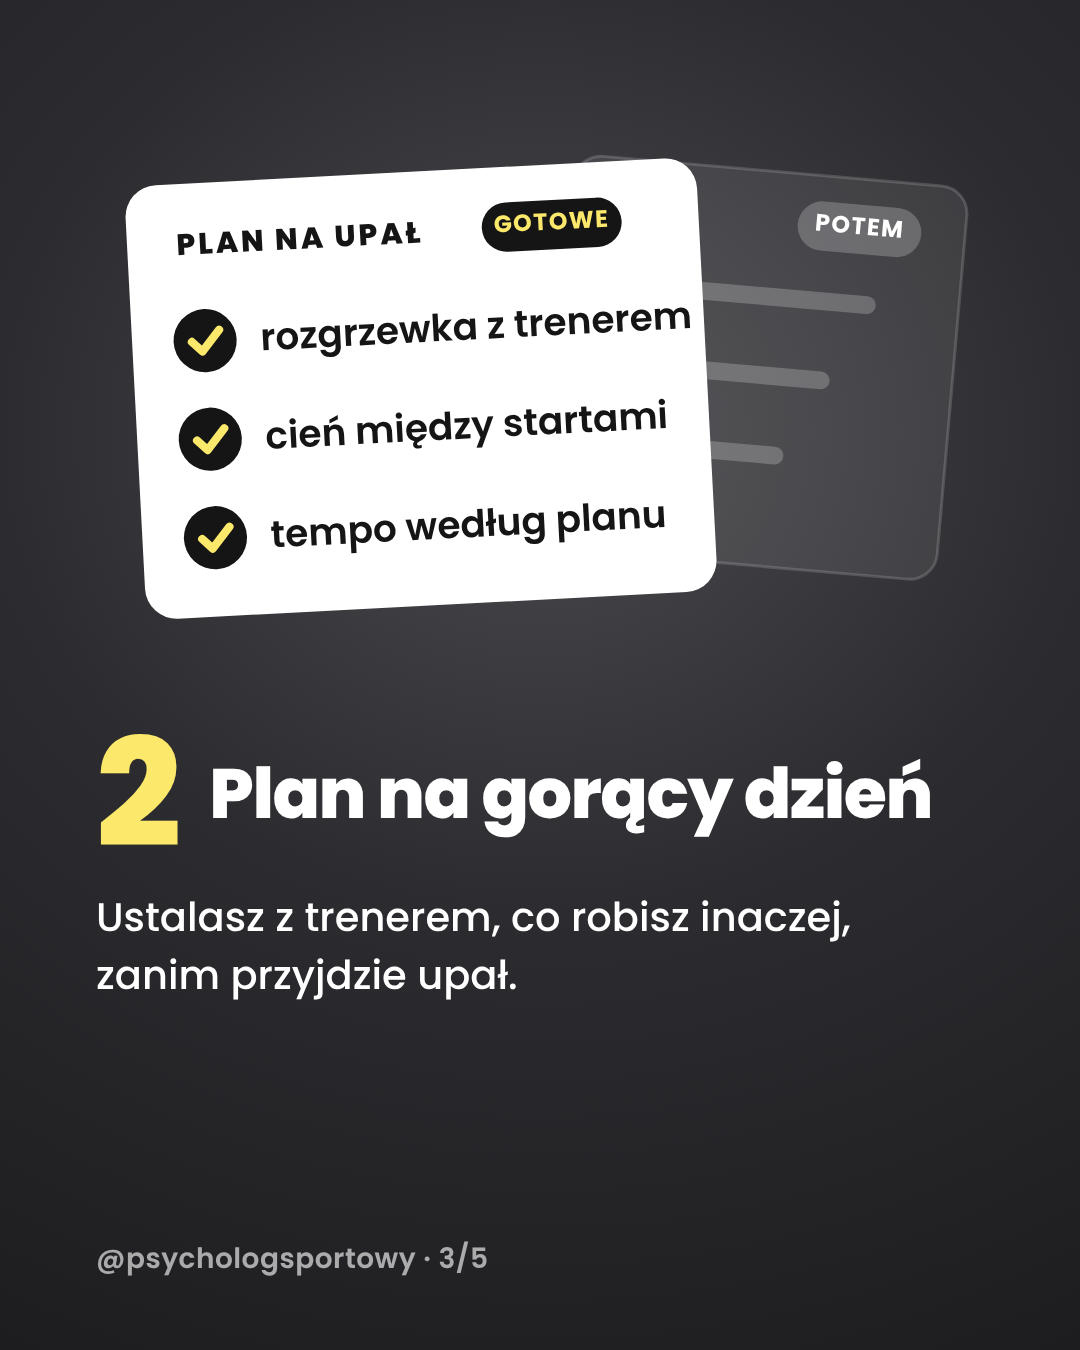 PLAN NA UPAŁ
GOTOWE
POTEM
rozgrzewka z trenerem
cień między startami
tempo według planu
2 Plan na gorący dzień
Ustalasz z trenerem, co robisz inaczej,
zanim przyjdzie upał.
@psychologsportowy · 3/5